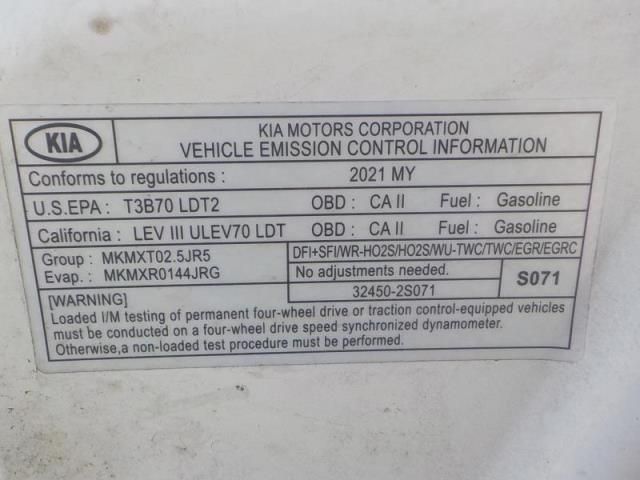 KIA
KIA MOTORS CORPORATION
VEHICLE EMISSION CONTROL INFORMATION
Conforms to regulations : 2021 MY
U.S.EPA : T3B70 LDT2 OBD : CA II Fuel : Gasoline
California : LEV III ULEV70 LDT OBD : CA II Fuel : Gasoline
Group : MKMXT02.5JR5
Evap. : MKMXR0144JRG
DFI+SFI/WR-HO2S/HO2S/WU-TWC/TWC/EGR/EGRC
No adjustments needed.
32450-2S071
S071
[WARNING]
Loaded I/M testing of permanent four-wheel drive or traction control-equipped vehicles
must be conducted on a four-wheel drive speed synchronized dynamometer.
Otherwise,a non-loaded test procedure must be performed.